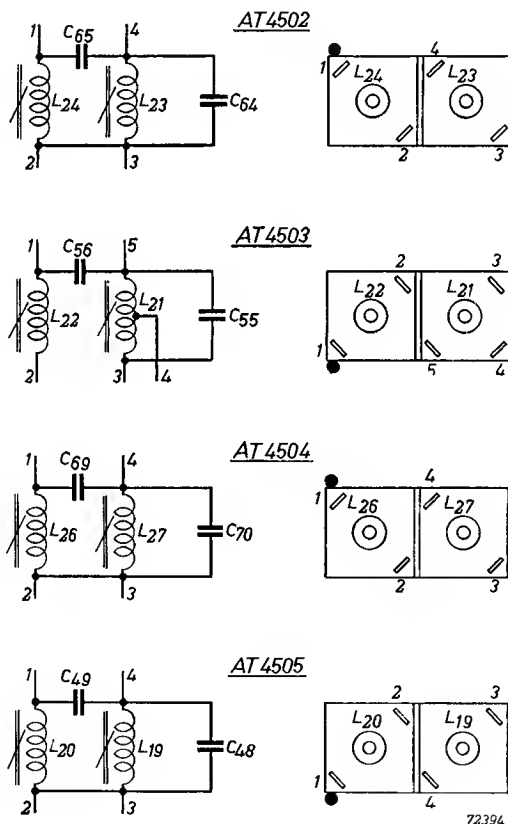 AT4502
1 C65 4
L24 L23 C64
2 3
4
1 L24 L23
2 3
AT4503
1 C56 5
L22 L21 C55
2 3 4
2 3
L22 L21
1 5 4
AT4504
1 C69 4
L26 L27 C70
2 3
4
1 L26 L27
2 3
AT4505
1 C49 4
L20 L19 C48
2 3
2 3
L20 L19
1 4
72394